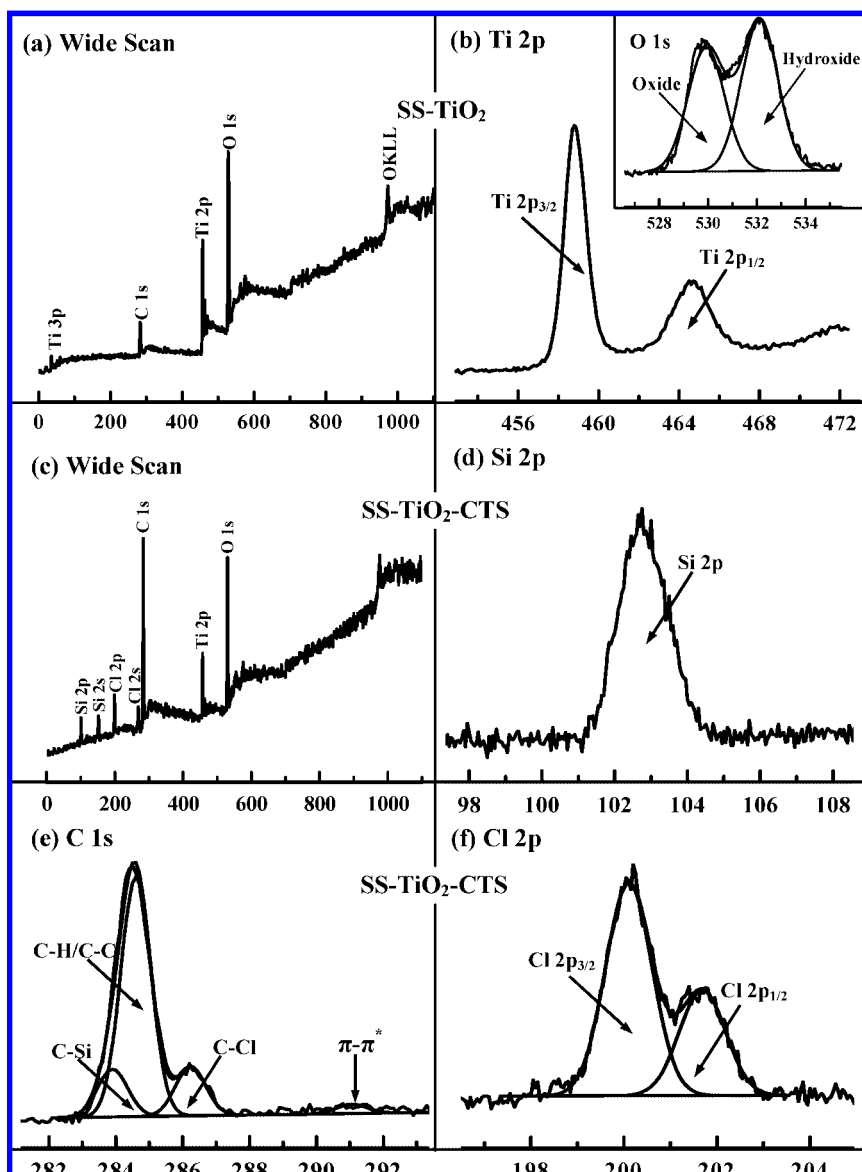 (a) Wide Scan
SS-TiO₂
Ti 3p
C 1s
Ti 2p
O 1s
OKLL
0 200 400 600 800 1000
(b) Ti 2p
O 1s
Oxide
Hydroxide
528 530 532 534
Ti 2p3/2
Ti 2p1/2
456 460 464 468 472
(c) Wide Scan
SS-TiO₂-CTS
Si 2p
Si 2s
Cl 2p
Cl 2s
C 1s
Ti 2p
O 1s
0 200 400 600 800 1000
(d) Si 2p
Si 2p
98 100 102 104 106 108
(e) C 1s
SS-TiO₂-CTS
C-H/C-C
C-Si
C-Cl
π-π*
282 284 286 288 290 292
(f) Cl 2p
Cl 2p3/2
Cl 2p1/2
198 200 202 204